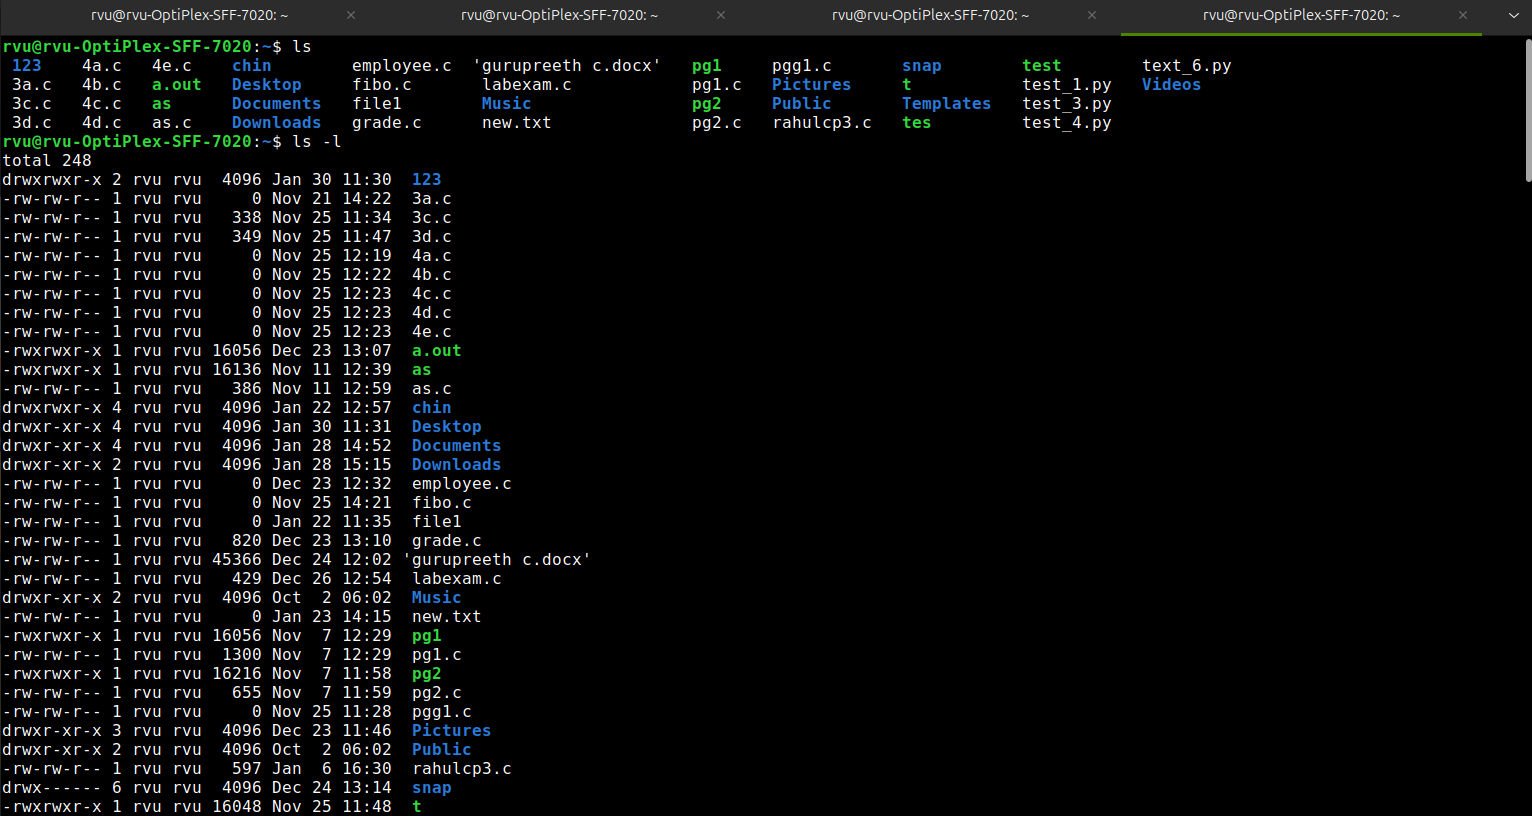 rvu@rvu-OptiPlex-SFF-7020: ~ × rvu@rvu-OptiPlex-SFF-7020: ~ × rvu@rvu-OptiPlex-SFF-7020: ~ × rvu@rvu-OptiPlex-SFF-7020: ~ ×
rvu@rvu-OptiPlex-SFF-7020:~$ ls
123 4a.c 4e.c chin employee.c 'gurupreeth c.docx' pg1 pgg1.c snap test text_6.py
3a.c 4b.c a.out Desktop fibo.c labexam.c pg1.c Pictures t test_1.py Videos
3c.c 4c.c as Documents file1 Music pg2 Public Templates test_3.py
3d.c 4d.c as.c Downloads grade.c new.txt pg2.c rahulcp3.c tes test_4.py
rvu@rvu-OptiPlex-SFF-7020:~$ ls -l
total 248
drwxrwxr-x 2 rvu rvu 4096 Jan 30 11:30 123
-rw-rw-r-- 1 rvu rvu 0 Nov 21 14:22 3a.c
-rw-rw-r-- 1 rvu rvu 338 Nov 25 11:34 3c.c
-rw-rw-r-- 1 rvu rvu 349 Nov 25 11:47 3d.c
-rw-rw-r-- 1 rvu rvu 0 Nov 25 12:19 4a.c
-rw-rw-r-- 1 rvu rvu 0 Nov 25 12:22 4b.c
-rw-rw-r-- 1 rvu rvu 0 Nov 25 12:23 4c.c
-rw-rw-r-- 1 rvu rvu 0 Nov 25 12:23 4d.c
-rw-rw-r-- 1 rvu rvu 0 Nov 25 12:23 4e.c
-rwxrwxr-x 1 rvu rvu 16056 Dec 23 13:07 a.out
-rwxrwxr-x 1 rvu rvu 16136 Nov 11 12:39 as
-rw-rw-r-- 1 rvu rvu 386 Nov 11 12:59 as.c
drwxrwxr-x 4 rvu rvu 4096 Jan 22 12:57 chin
drwxr-xr-x 4 rvu rvu 4096 Jan 30 11:31 Desktop
drwxr-xr-x 4 rvu rvu 4096 Jan 28 14:52 Documents
drwxr-xr-x 2 rvu rvu 4096 Jan 28 15:15 Downloads
-rw-rw-r-- 1 rvu rvu 0 Dec 23 12:32 employee.c
-rw-rw-r-- 1 rvu rvu 0 Nov 25 14:21 fibo.c
-rw-rw-r-- 1 rvu rvu 0 Jan 22 11:35 file1
-rw-rw-r-- 1 rvu rvu 820 Dec 23 13:10 grade.c
-rw-rw-r-- 1 rvu rvu 45366 Dec 24 12:02 'gurupreeth c.docx'
-rw-rw-r-- 1 rvu rvu 429 Dec 26 12:54 labexam.c
drwxr-xr-x 2 rvu rvu 4096 Oct 2 06:02 Music
-rw-rw-r-- 1 rvu rvu 0 Jan 23 14:15 new.txt
-rwxrwxr-x 1 rvu rvu 16056 Nov 7 12:29 pg1
-rw-rw-r-- 1 rvu rvu 1300 Nov 7 12:29 pg1.c
-rwxrwxr-x 1 rvu rvu 16216 Nov 7 11:58 pg2
-rw-rw-r-- 1 rvu rvu 655 Nov 7 11:59 pg2.c
-rw-rw-r-- 1 rvu rvu 0 Nov 25 11:28 pgg1.c
drwxr-xr-x 3 rvu rvu 4096 Dec 23 11:46 Pictures
drwxr-xr-x 2 rvu rvu 4096 Oct 2 06:02 Public
-rw-rw-r-- 1 rvu rvu 597 Jan 6 16:30 rahulcp3.c
drwx------ 6 rvu rvu 4096 Dec 24 13:14 snap
-rwxrwxr-x 1 rvu rvu 16048 Nov 25 11:48 t